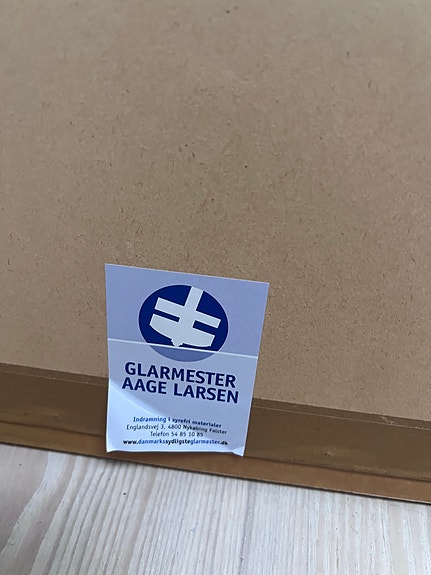 GLARMESTER
AAGE LARSEN
Indramning i syrefri materialer
Englandsvej 3, 4800 Nykøbing Falster
Telefon 54 85 10 85
www.danmarkssydligsteglarmester.dk